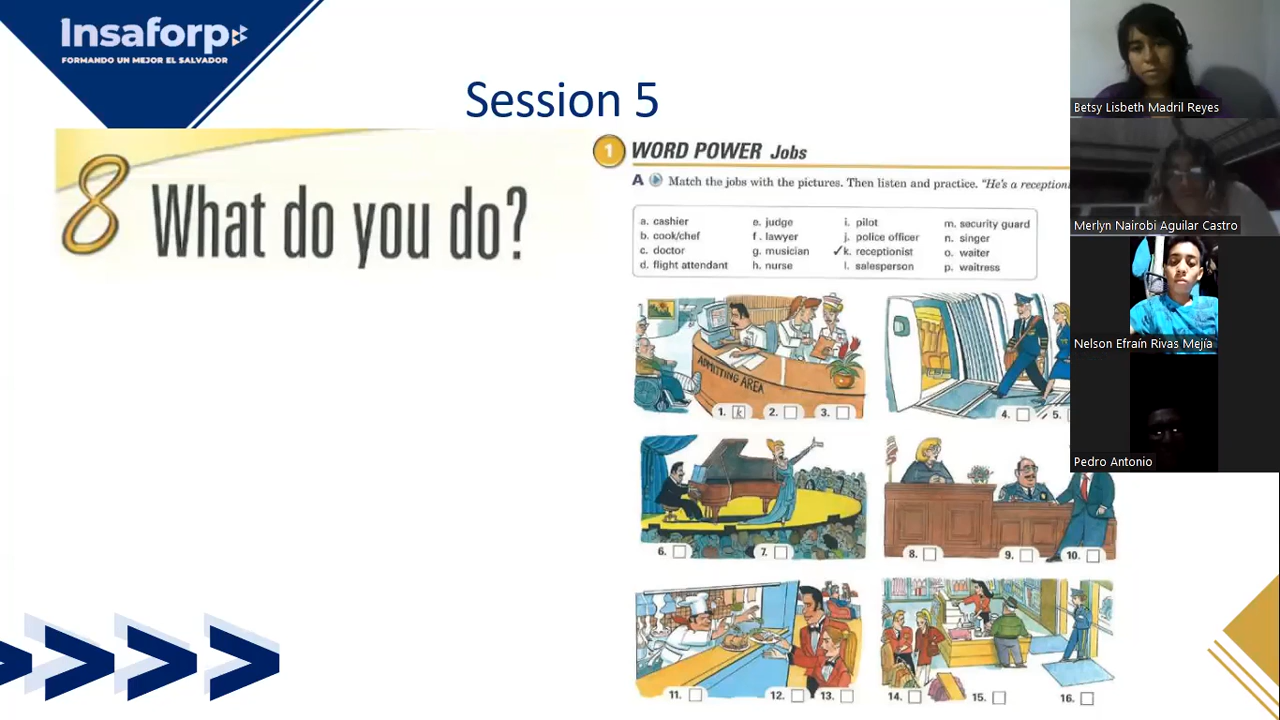 Insaforp
FORMANDO UN MEJOR EL SALVADOR
Session 5
8 What do you do?
1 WORD POWER Jobs
A Match the jobs with the pictures. Then listen and practice. "He's a reception
a. cashier
b. cook/chef
c. doctor
d. flight attendant
e. judge
f. lawyer
g. musician
h. nurse
i. pilot
j. police officer
✓k. receptionist
l. salesperson
m. security guard
n. singer
o. waiter
p. waitress
ADMITTING AREA
1. k 2. 3.
4. 5.
6. 7.
8. 9. 10.
11. 12. 13.
14. 15. 16.
Betsy Lisbeth Madril Reyes
Merlyn Nairobi Aguilar Castro
Nelson Efraín Rivas Mejía
Pedro Antonio